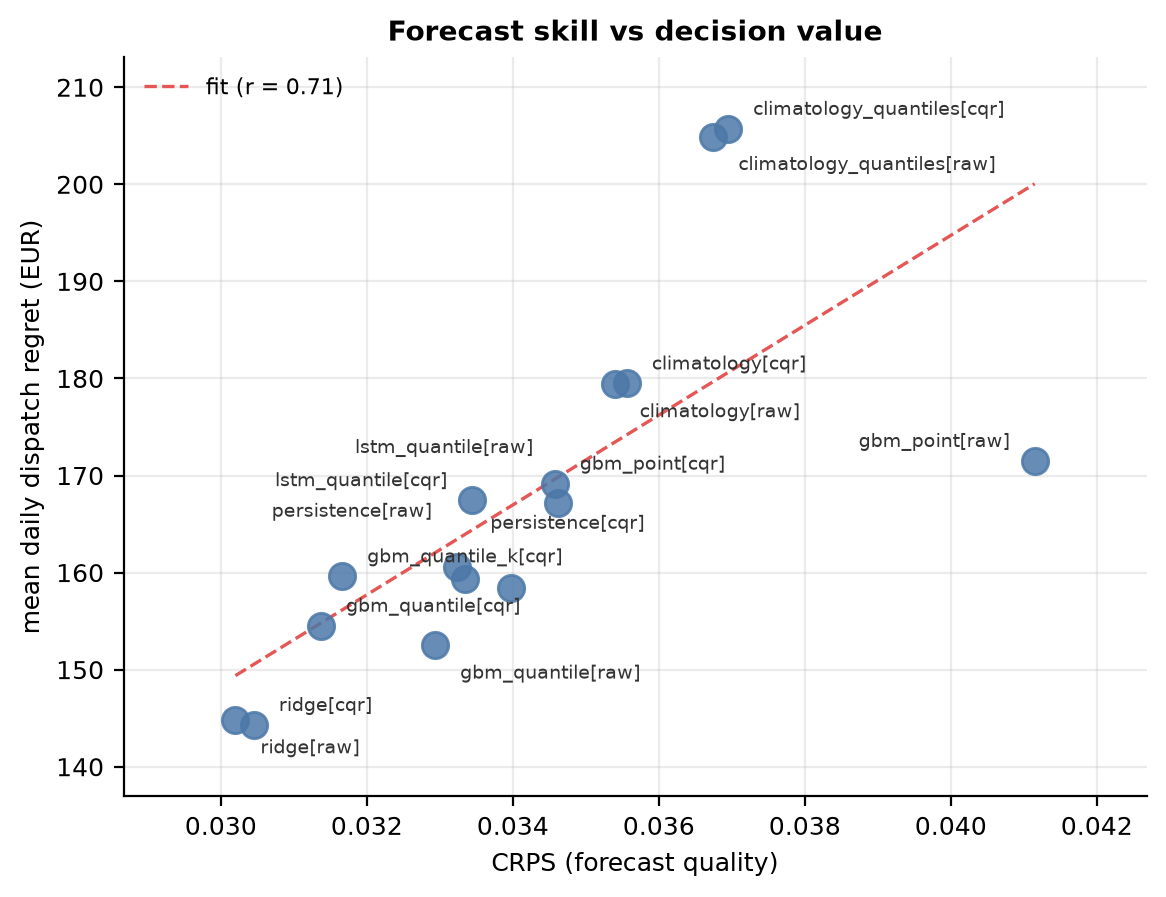 Forecast skill vs decision value
fit (r = 0.71)
mean daily dispatch regret (EUR)
210
200
190
180
170
160
150
140
climatology_quantiles[cqr]
climatology_quantiles[raw]
climatology[cqr]
climatology[raw]
gbm_point[raw]
lstm_quantile[raw]
gbm_point[cqr]
lstm_quantile[cqr]
persistence[raw]
persistence[cqr]
gbm_quantile_k[cqr]
gbm_quantile[cqr]
gbm_quantile[raw]
ridge[cqr]
ridge[raw]
0.030 0.032 0.034 0.036 0.038 0.040 0.042
CRPS (forecast quality)